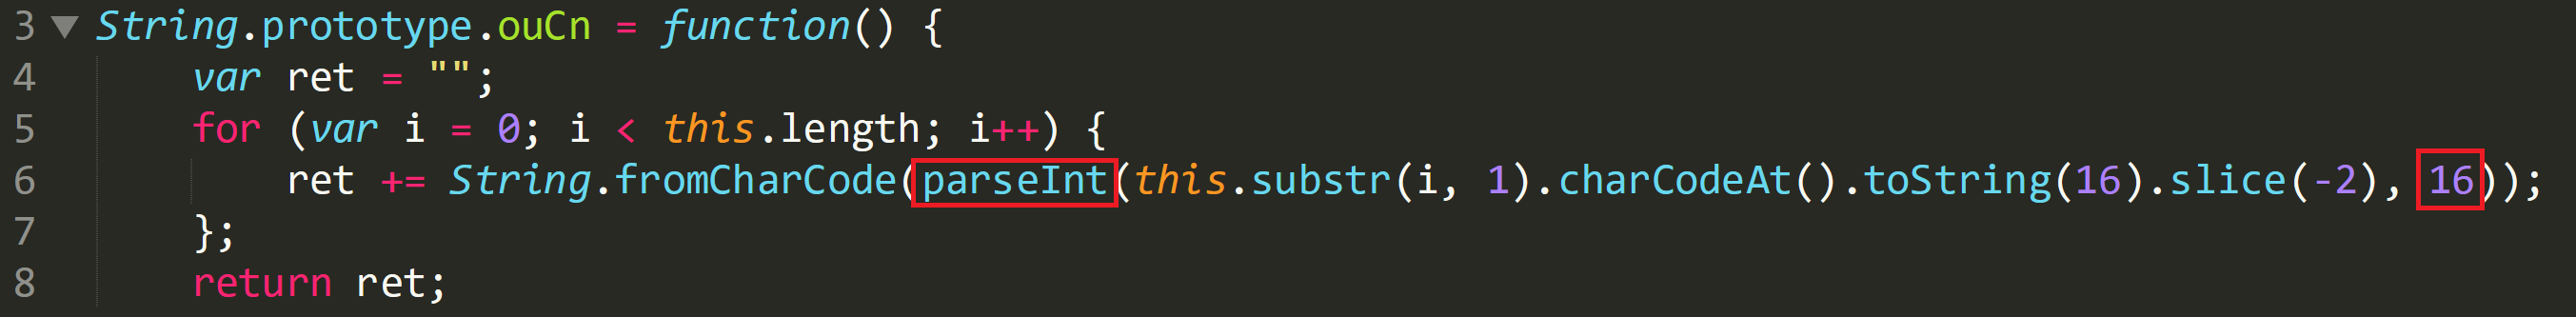 3 ▼ String.prototype.ouCn = function() {
4 var ret = "";
5 for (var i = 0; i < this.length; i++) {
6 ret += String.fromCharCode(parseInt(this.substr(i, 1).charCodeAt().toString(16).slice(-2), 16));
7 };
8 return ret;